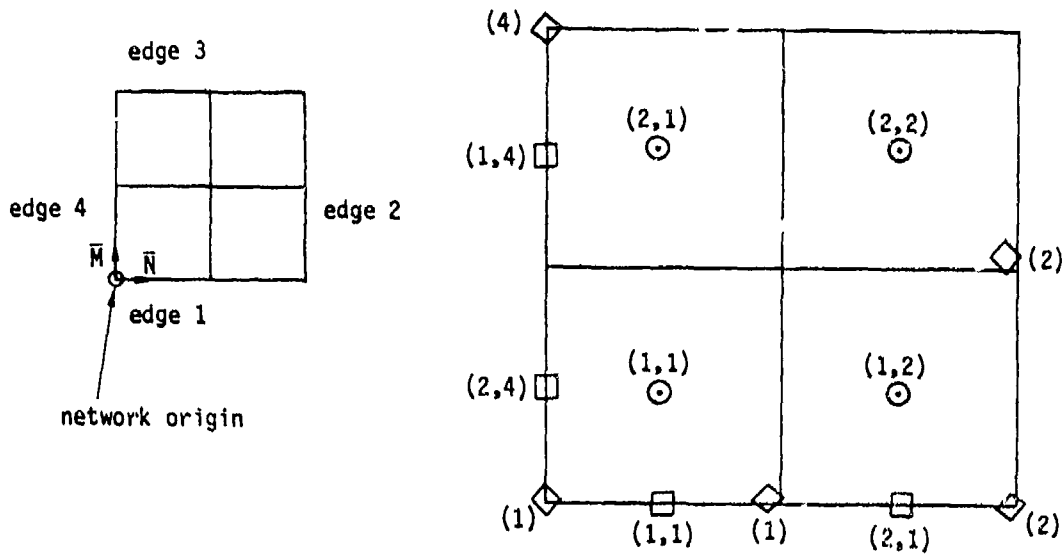 edge 3
edge 4
edge 2
M̅ N̅
edge 1
network origin
(4)
(2,1) (2,2)
(1,4)
(2)
(1,1) (1,2)
(2,4)
(1) (1,1) (1) (2,1) (2)